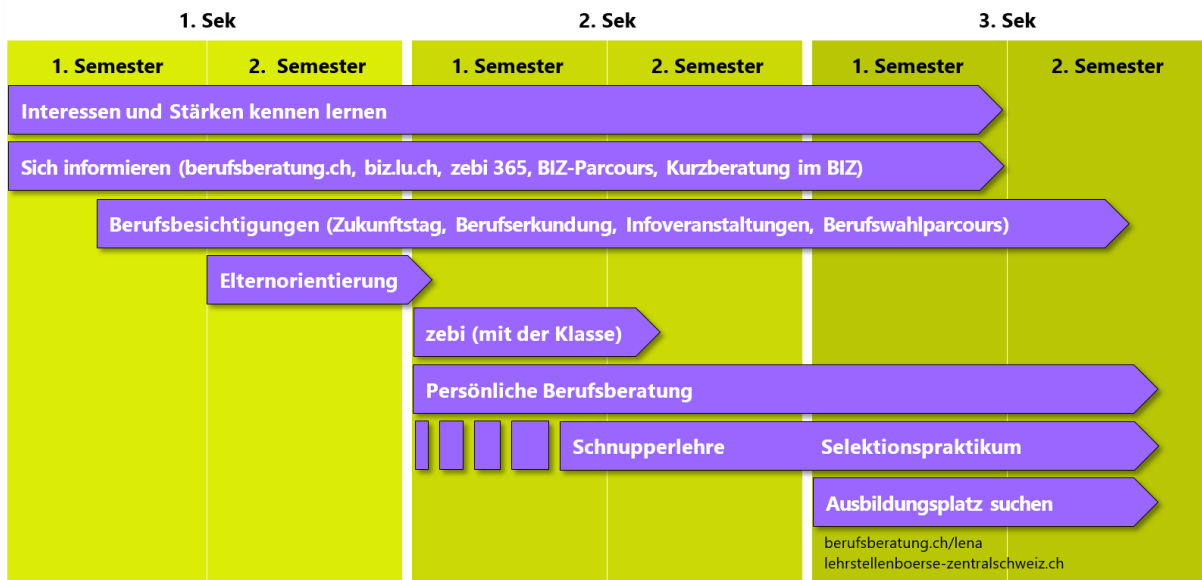 1. Sek
2. Sek
3. Sek
1. Semester
2. Semester
1. Semester
2. Semester
1. Semester
2. Semester
Interessen und Stärken kennen lernen
Sich informieren (berufsberatung.ch, biz.lu.ch, zebi 365, BIZ-Parcours, Kurzberatung im BIZ)
Berufsbesichtigungen (Zukunftstag, Berufserkundung, Infoveranstaltungen, Berufswahlparcours)
Elternorientierung
zebi (mit der Klasse)
Persönliche Berufsberatung
Schnupperlehre
Selektionspraktikum
Ausbildungsplatz suchen
berufsberatung.ch/lena
lehrstellenboerse-zentralschweiz.ch